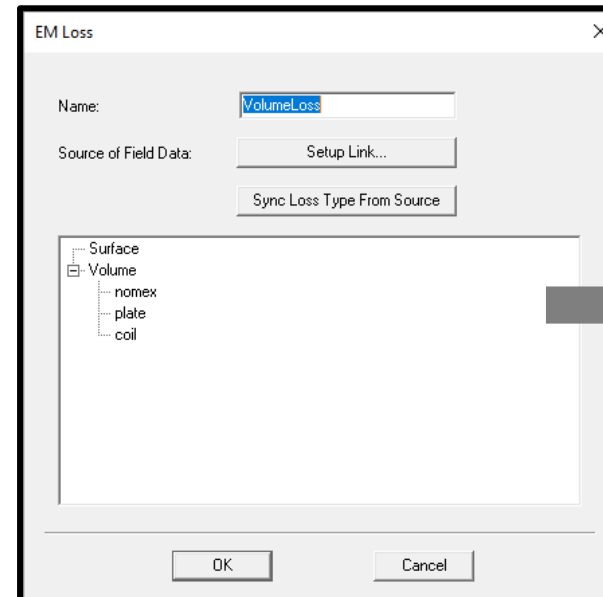 EM Loss
Name: VolumeLoss
Source of Field Data: Setup Link...
Sync Loss Type From Source
Surface
Volume
nomex
plate
coil
OK Cancel